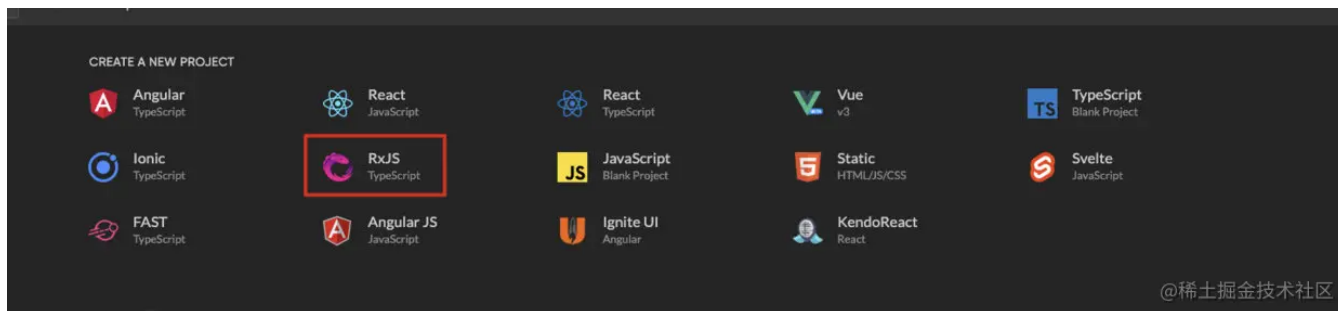 CREATE A NEW PROJECT
Angular
TypeScript
React
JavaScript
React
TypeScript
Vue
v3
TypeScript
Blank Project
Ionic
TypeScript
RxJS
TypeScript
JavaScript
Blank Project
Static
HTML/JS/CSS
Svelte
JavaScript
FAST
TypeScript
Angular JS
JavaScript
Ignite UI
Angular
KendoReact
React
TS
JS
@稀土掘金技术社区